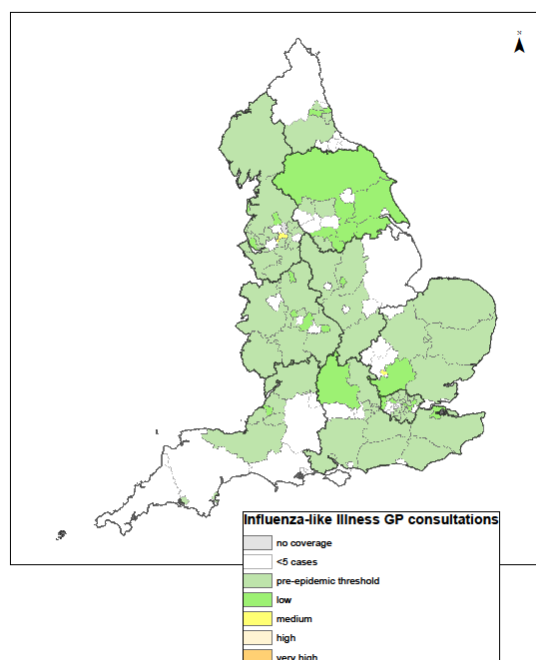 N
Influenza-like Illness GP consultations
no coverage
<5 cases
pre-epidemic threshold
low
medium
high
very high